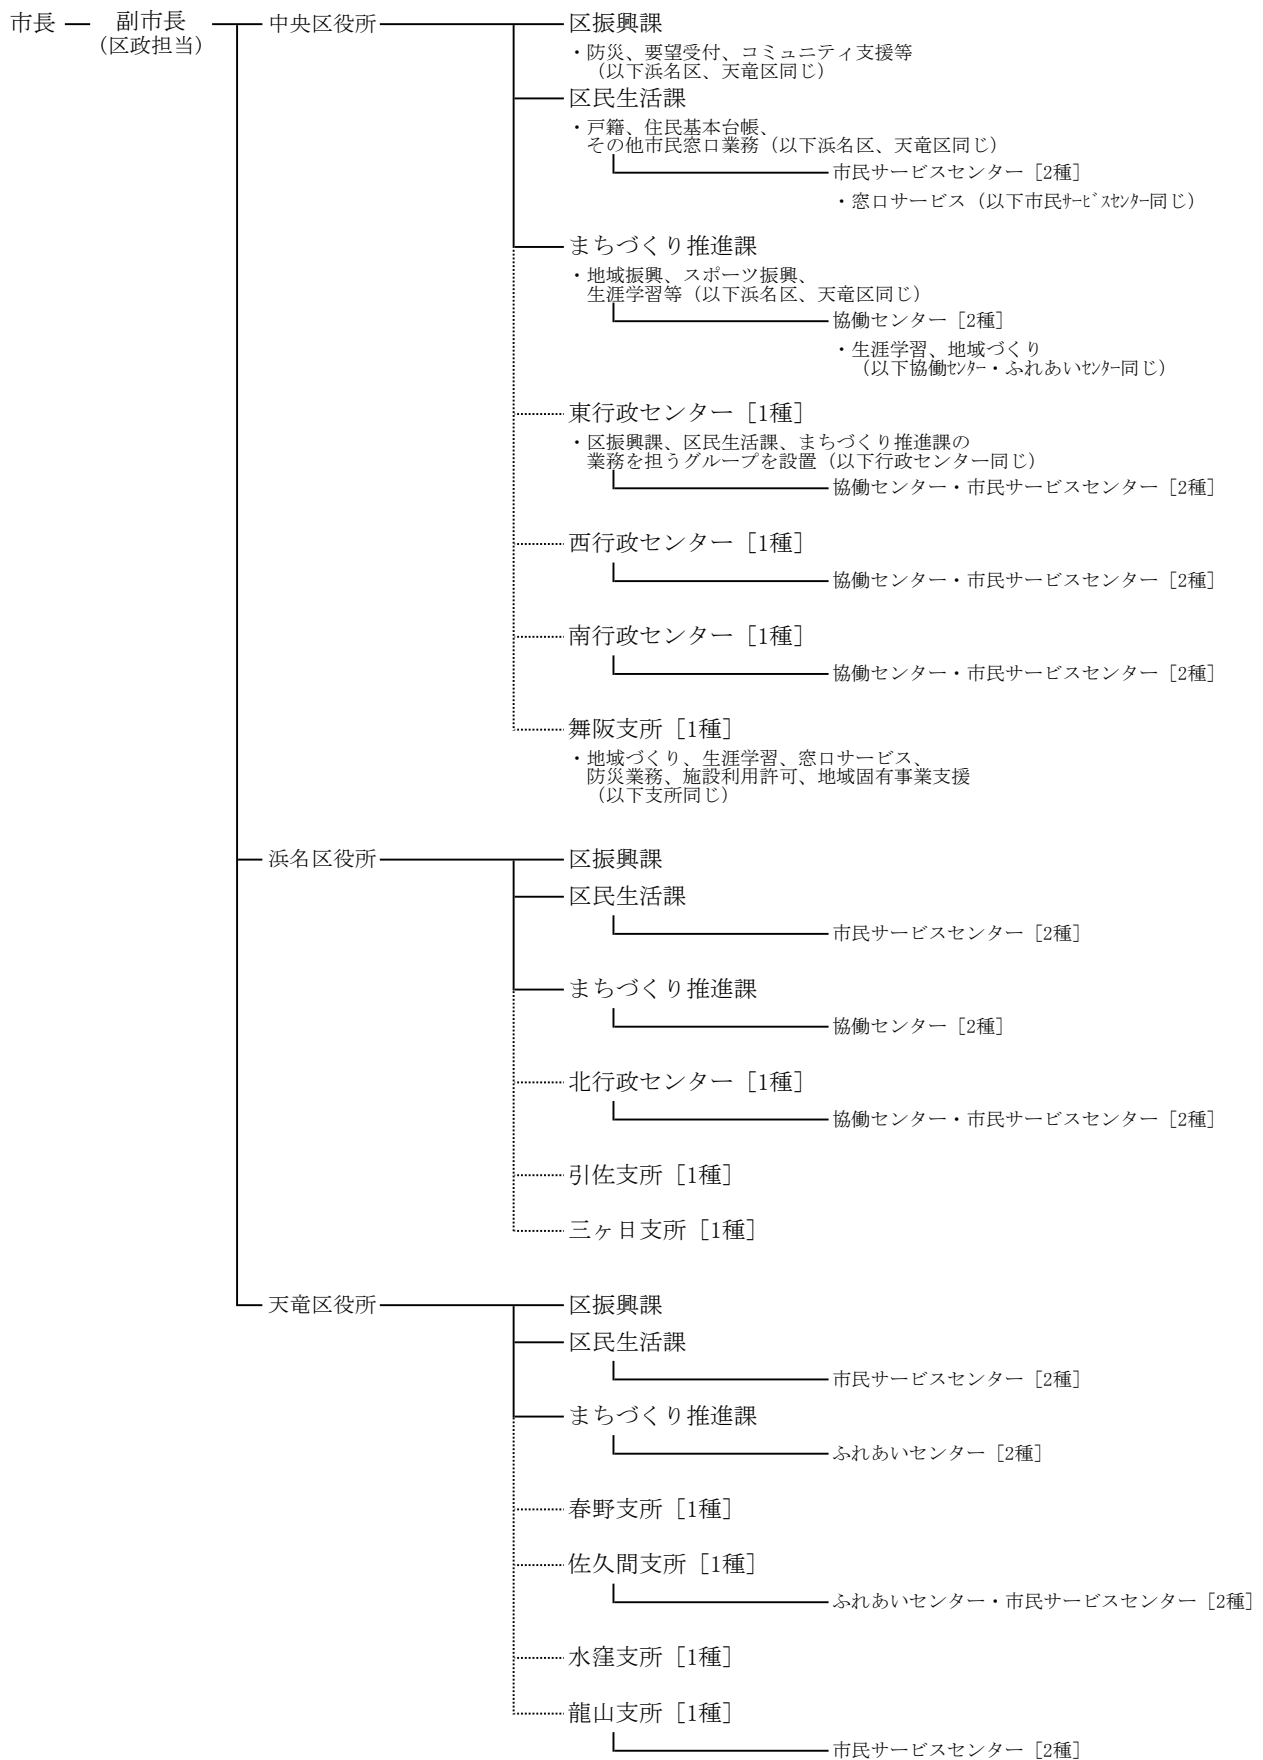 市長
副市長
（区政担当）
中央区役所
区振興課
・防災、要望受付、コミュニティ支援等
（以下浜名区、天竜区同じ）
区民生活課
・戸籍、住民基本台帳、
その他市民窓口業務（以下浜名区、天竜区同じ）
市民サービスセンター［2種］
・窓口サービス（以下市民ｻｰﾋﾞｽｾﾝﾀｰ同じ）
まちづくり推進課
・地域振興、スポーツ振興、
生涯学習等（以下浜名区、天竜区同じ）
協働センター［2種］
・生涯学習、地域づくり
（以下協働ｾﾝﾀｰ・ふれあいｾﾝﾀｰ同じ）
東行政センター［1種］
・区振興課、区民生活課、まちづくり推進課の
業務を担うグループを設置（以下行政センター同じ）
協働センター・市民サービスセンター［2種］
西行政センター［1種］
協働センター・市民サービスセンター［2種］
南行政センター［1種］
協働センター・市民サービスセンター［2種］
舞阪支所［1種］
・地域づくり、生涯学習、窓口サービス、
防災業務、施設利用許可、地域固有事業支援
（以下支所同じ）
浜名区役所
区振興課
区民生活課
市民サービスセンター［2種］
まちづくり推進課
協働センター［2種］
北行政センター［1種］
協働センター・市民サービスセンター［2種］
引佐支所［1種］
三ヶ日支所［1種］
天竜区役所
区振興課
区民生活課
市民サービスセンター［2種］
まちづくり推進課
ふれあいセンター［2種］
春野支所［1種］
佐久間支所［1種］
ふれあいセンター・市民サービスセンター［2種］
水窪支所［1種］
龍山支所［1種］
市民サービスセンター［2種］